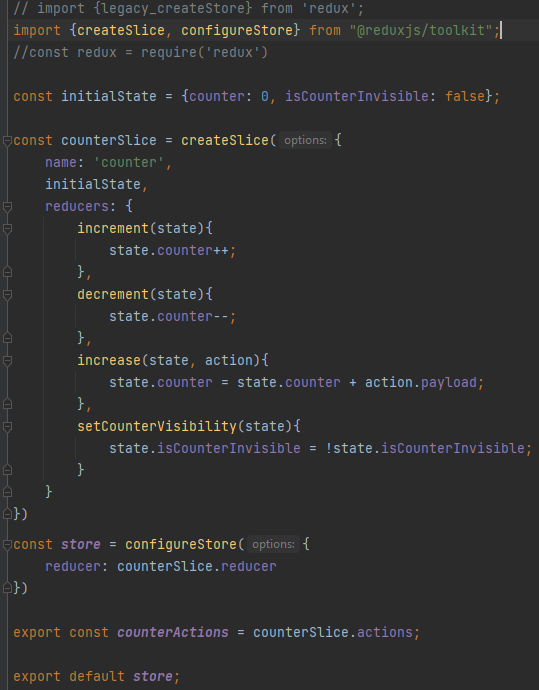 // import {legacy_createStore} from 'redux';
import {createSlice, configureStore} from "@reduxjs/toolkit";
//const redux = require('redux')
const initialState = {counter: 0, isCounterInvisible: false};
const counterSlice = createSlice( options: {
name: 'counter',
initialState,
reducers: {
increment(state){
state.counter++;
},
decrement(state){
state.counter--;
},
increase(state, action){
state.counter = state.counter + action.payload;
},
setCounterVisibility(state){
state.isCounterInvisible = !state.isCounterInvisible;
}
}
})
const store = configureStore( options: {
reducer: counterSlice.reducer
})
export const counterActions = counterSlice.actions;
export default store;